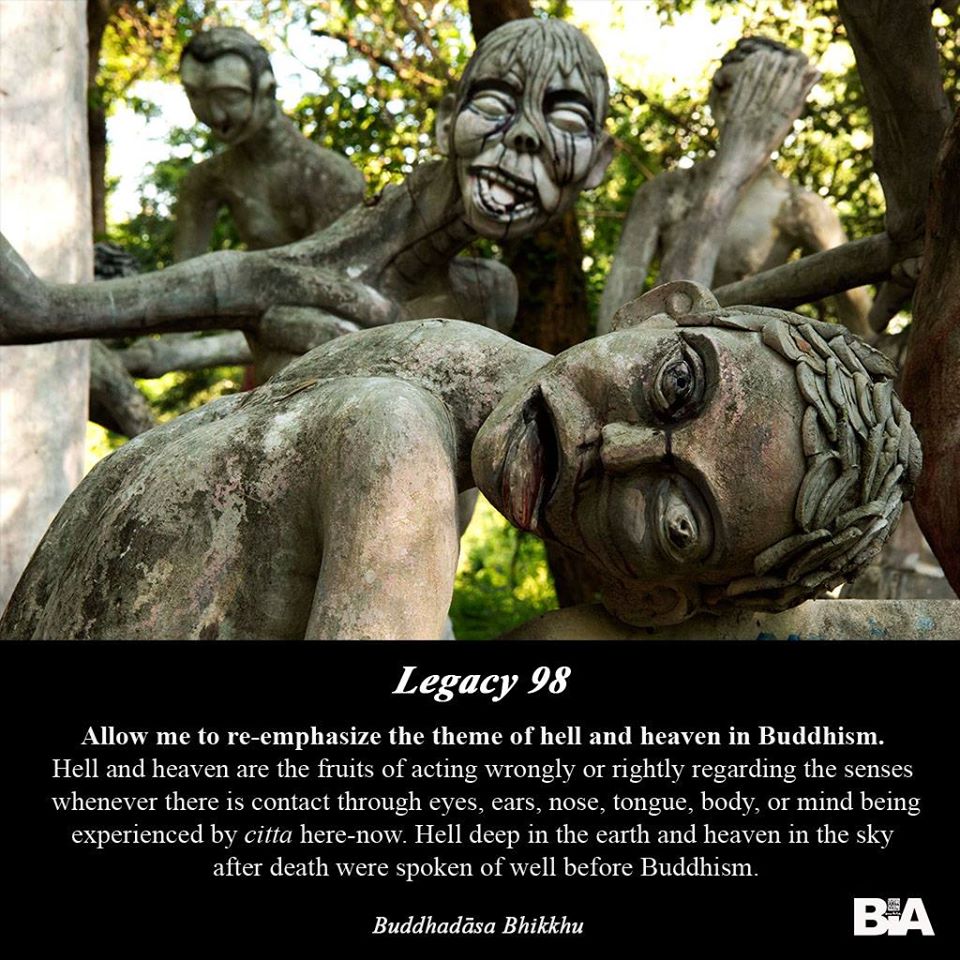 Legacy 98
Allow me to re-emphasize the theme of hell and heaven in Buddhism.
Hell and heaven are the fruits of acting wrongly or rightly regarding the senses
whenever there is contact through eyes, ears, nose, tongue, body, or mind being
experienced by citta here-now. Hell deep in the earth and heaven in the sky
after death were spoken of well before Buddhism.
Buddhadāsa Bhikkhu
BiA